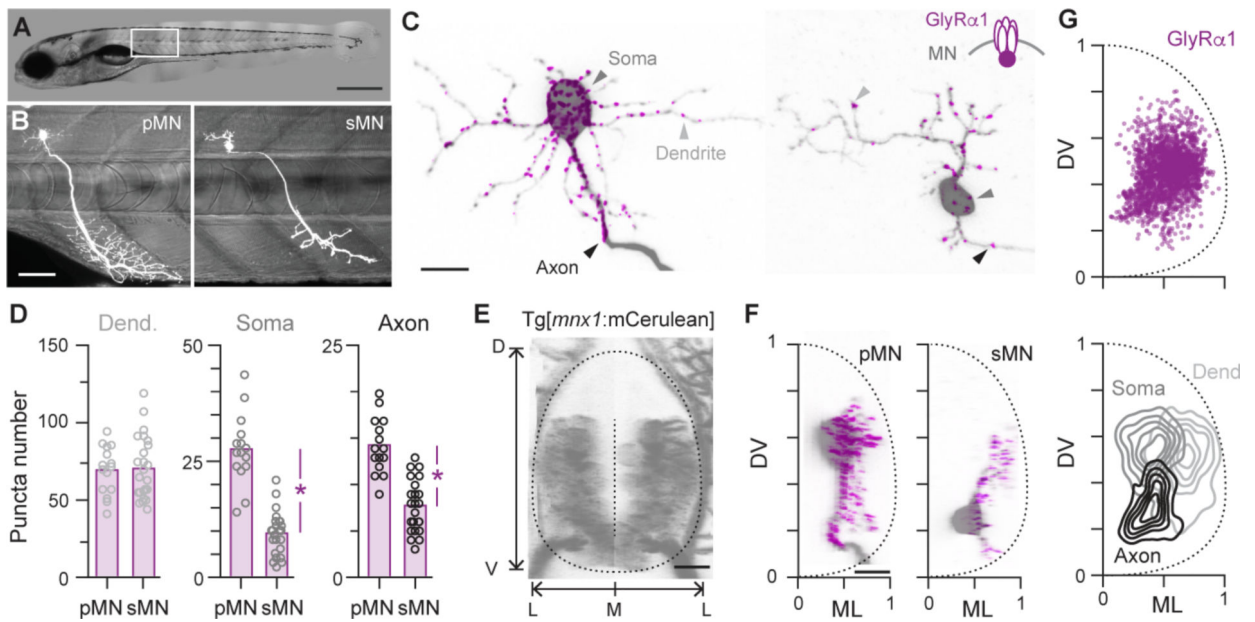 A
B
pMN
sMN
C
GlyRα1
MN
Soma
Dendrite
Axon
G
GlyRα1
DV
1
0
D
Dend.
Soma
Axon
Puncta number
150
100
50
0
50
25
0
25
0
pMN sMN
pMN sMN
pMN sMN
*
*
E
Tg[mnx1:mCerulean]
D
V
L
M
L
F
pMN
sMN
DV
1
0
0
ML
1
1
0
0
ML
1
Dend
Soma
Axon
DV
1
0
0
ML
1